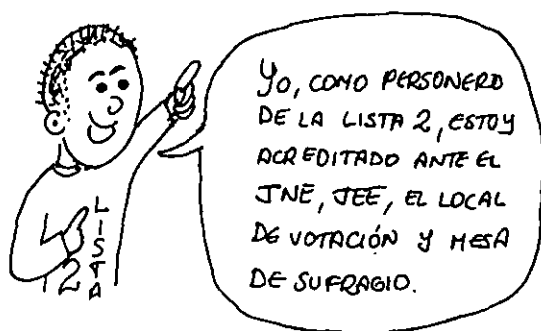 Yo, COMO PERSONERO
DE LA LISTA 2, ESTOY
ACREDITADO ANTE EL
JNE, JEE, EL LOCAL
DE VOTACIÓN Y MESA
DE SUFRAGIO.
LISTA
2